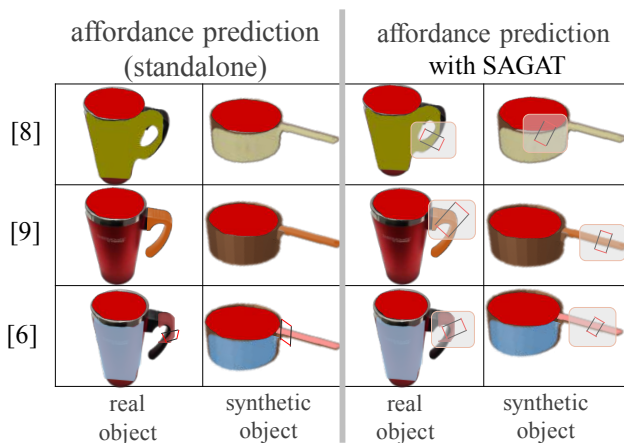 affordance prediction
(standalone)
affordance prediction
with SAGAT
[8]
[9]
[6]
real
object
synthetic
object
real
object
synthetic
object